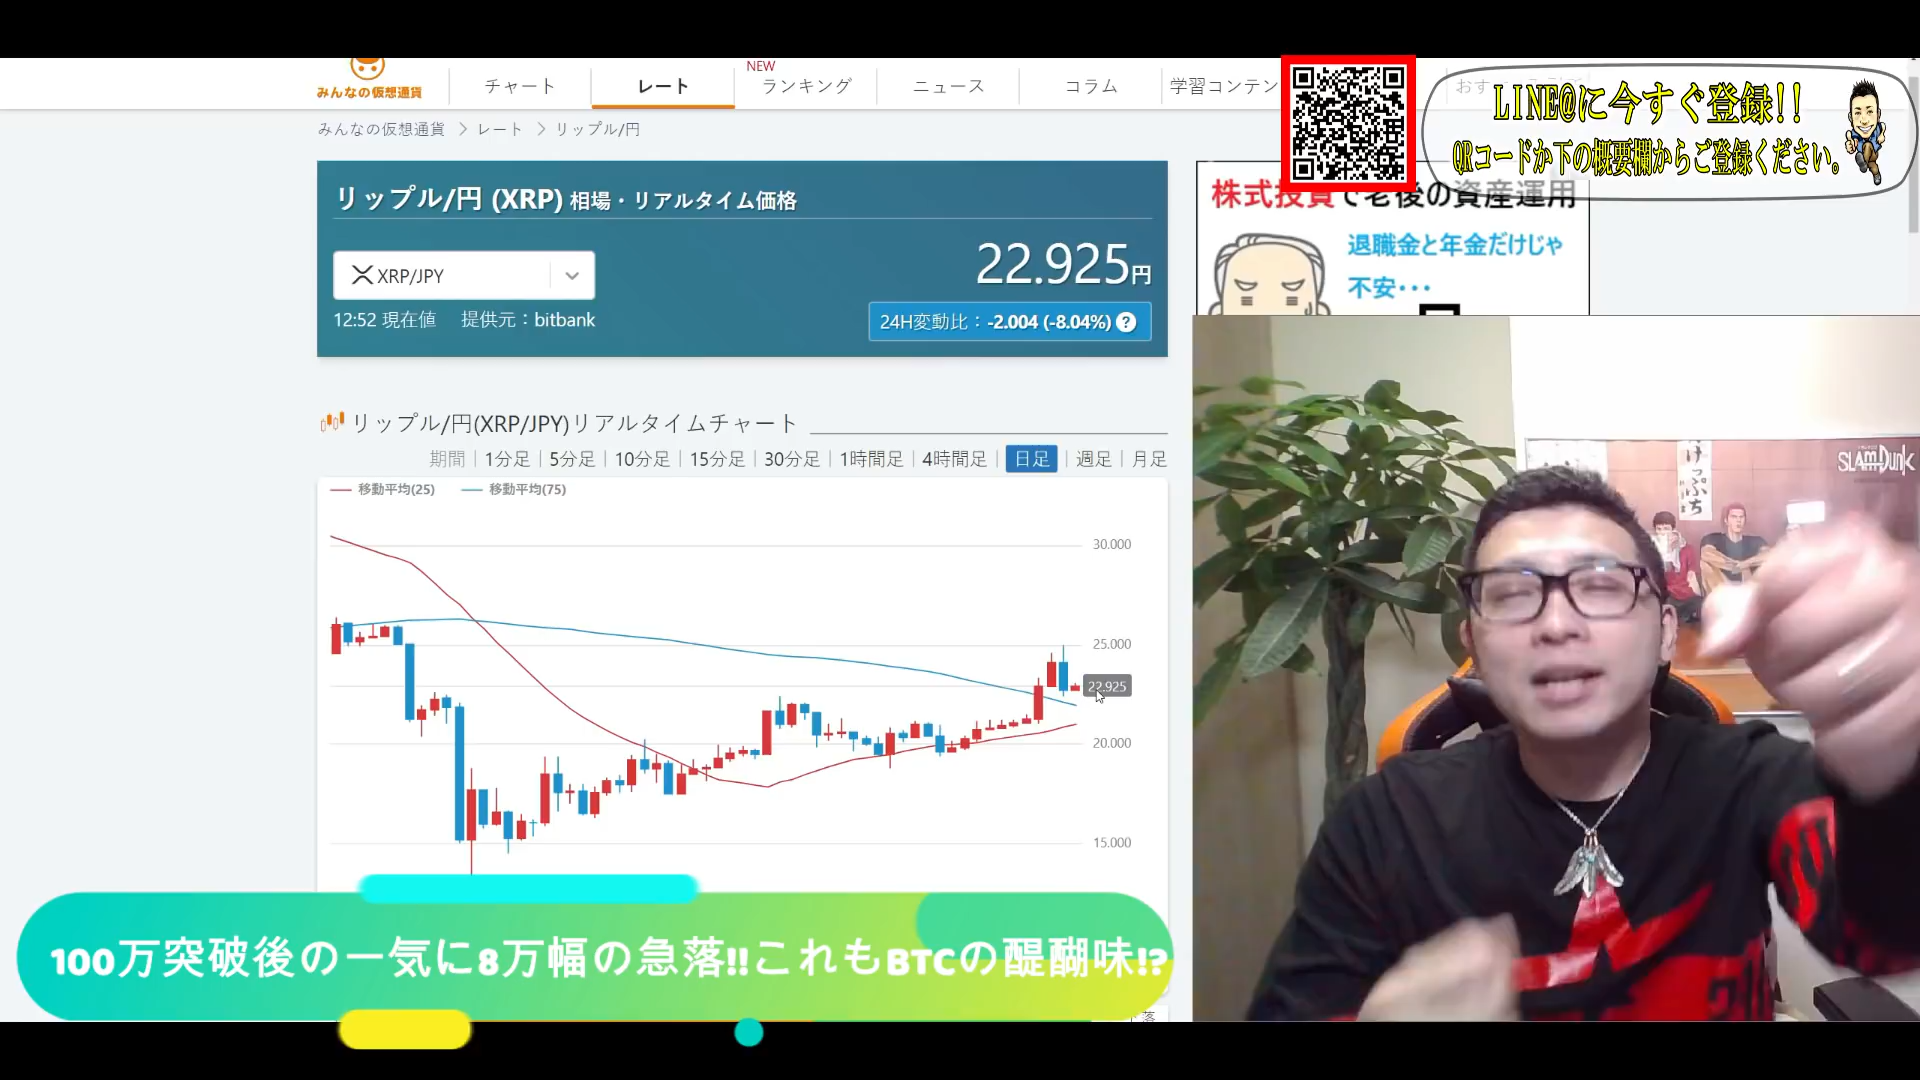 みんなの仮想通貨
チャート
レート
NEW
ランキング
ニュース
コラム
学習コンテン
おす
LINE@に今すぐ登録!!
QRコードか下の概要欄からご登録ください。
みんなの仮想通貨 > レート > リップル/円
リップル/円 (XRP) 相場・リアルタイム価格
XRP/JPY
22.925円
12:52 現在値 提供元：bitbank
24H変動比：-2.004 (-8.04%) ?
株式投資で老後の資産運用
退職金と年金だけじゃ
不安･･･
リップル/円(XRP/JPY)リアルタイムチャート
期間 1分足 5分足 10分足 15分足 30分足 1時間足 4時間足 日足 週足 月足
移動平均(25) 移動平均(75)
30.000
25.000
22.925
20.000
15.000
SLAM DUNK
けっぷち
100万突破後の一気に8万幅の急落!!これもBTCの醍醐味!?
下落